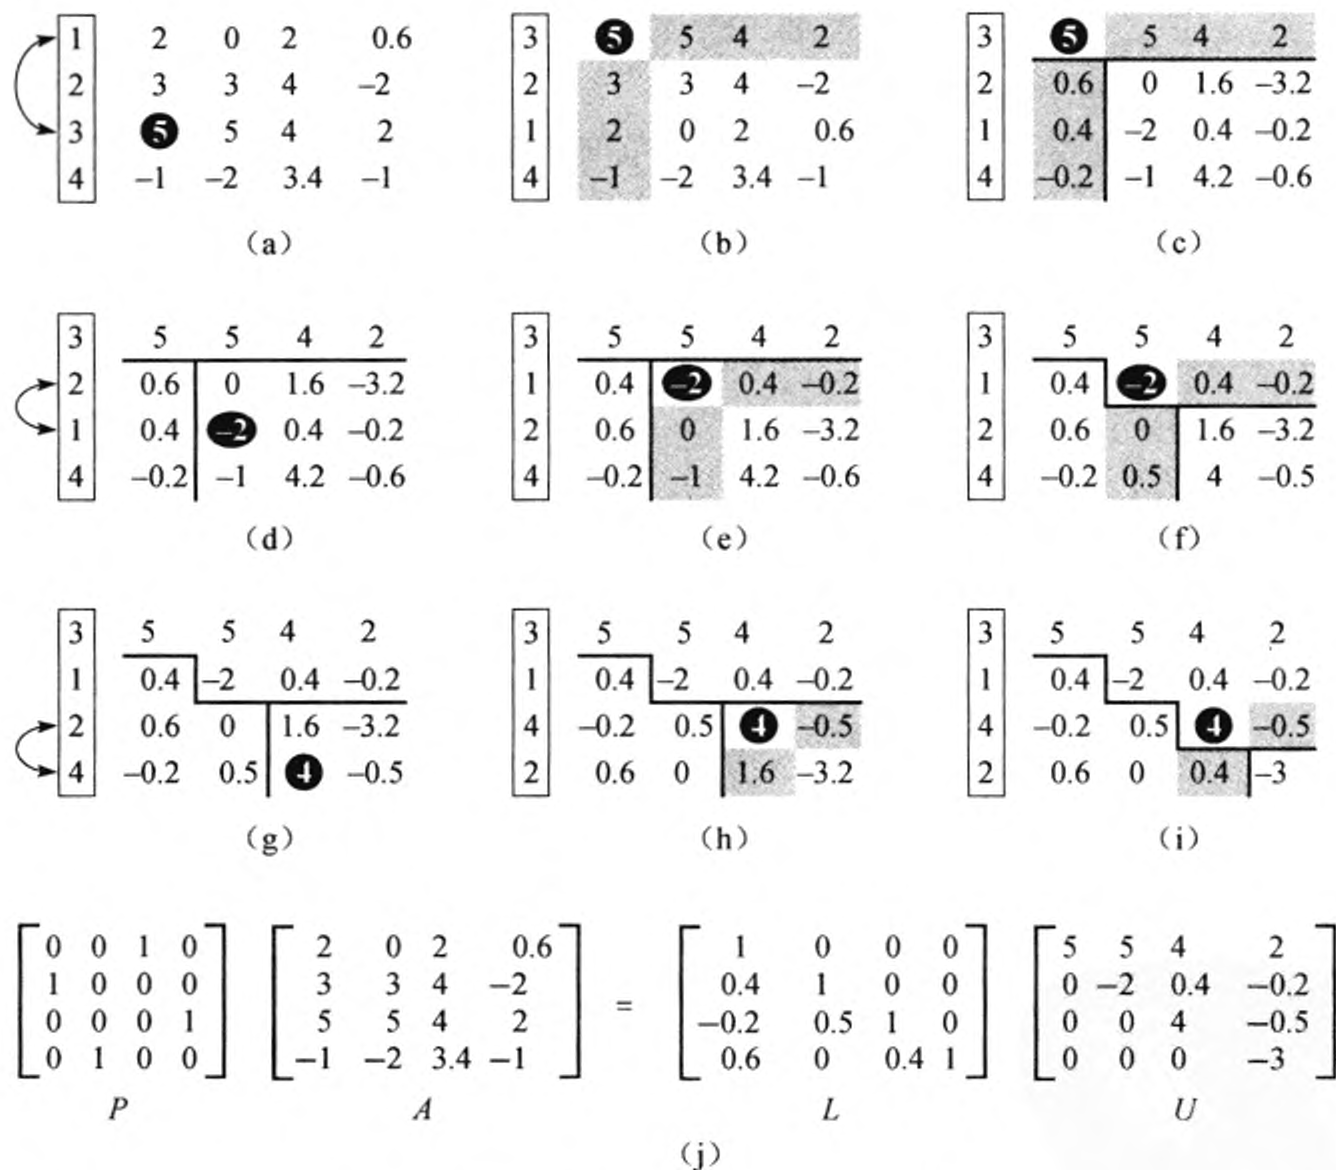 1 2 0 2 0.6 3 5 5 4 2 3 5 5 4 2
2 3 3 4 –2 2 3 3 4 –2 2 0.6 0 1.6 –3.2
3 5 5 4 2 1 2 0 2 0.6 1 0.4 –2 0.4 –0.2
4 –1 –2 3.4 –1 4 –1 –2 3.4 –1 4 –0.2 –1 4.2 –0.6
(a) (b) (c)
3 5 5 4 2 3 5 5 4 2 3 5 5 4 2
2 0.6 0 1.6 –3.2 1 0.4 –2 0.4 –0.2 1 0.4 –2 0.4 –0.2
1 0.4 –2 0.4 –0.2 2 0.6 0 1.6 –3.2 2 0.6 0 1.6 –3.2
4 –0.2 –1 4.2 –0.6 4 –0.2 –1 4.2 –0.6 4 –0.2 0.5 4 –0.5
(d) (e) (f)
3 5 5 4 2 3 5 5 4 2 3 5 5 4 2
1 0.4 –2 0.4 –0.2 1 0.4 –2 0.4 –0.2 1 0.4 –2 0.4 –0.2
2 0.6 0 1.6 –3.2 4 –0.2 0.5 4 –0.5 4 –0.2 0.5 4 –0.5
4 –0.2 0.5 4 –0.5 2 0.6 0 1.6 –3.2 2 0.6 0 0.4 –3
(g) (h) (i)
0 0 1 0 2 0 2 0.6 1 0 0 0 5 5 4 2
1 0 0 0 3 3 4 –2 0.4 1 0 0 0 –2 0.4 –0.2
0 0 0 1 5 5 4 2 = –0.2 0.5 1 0 0 0 4 –0.5
0 1 0 0 –1 –2 3.4 –1 0.6 0 0.4 1 0 0 0 –3
P A L U
(j)